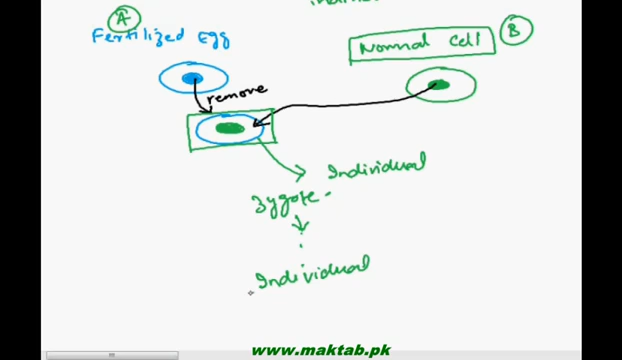 A
Fertilized Egg
Normal Cell
B
remove
Individual
Zygote
Individual
www.maktab.pk